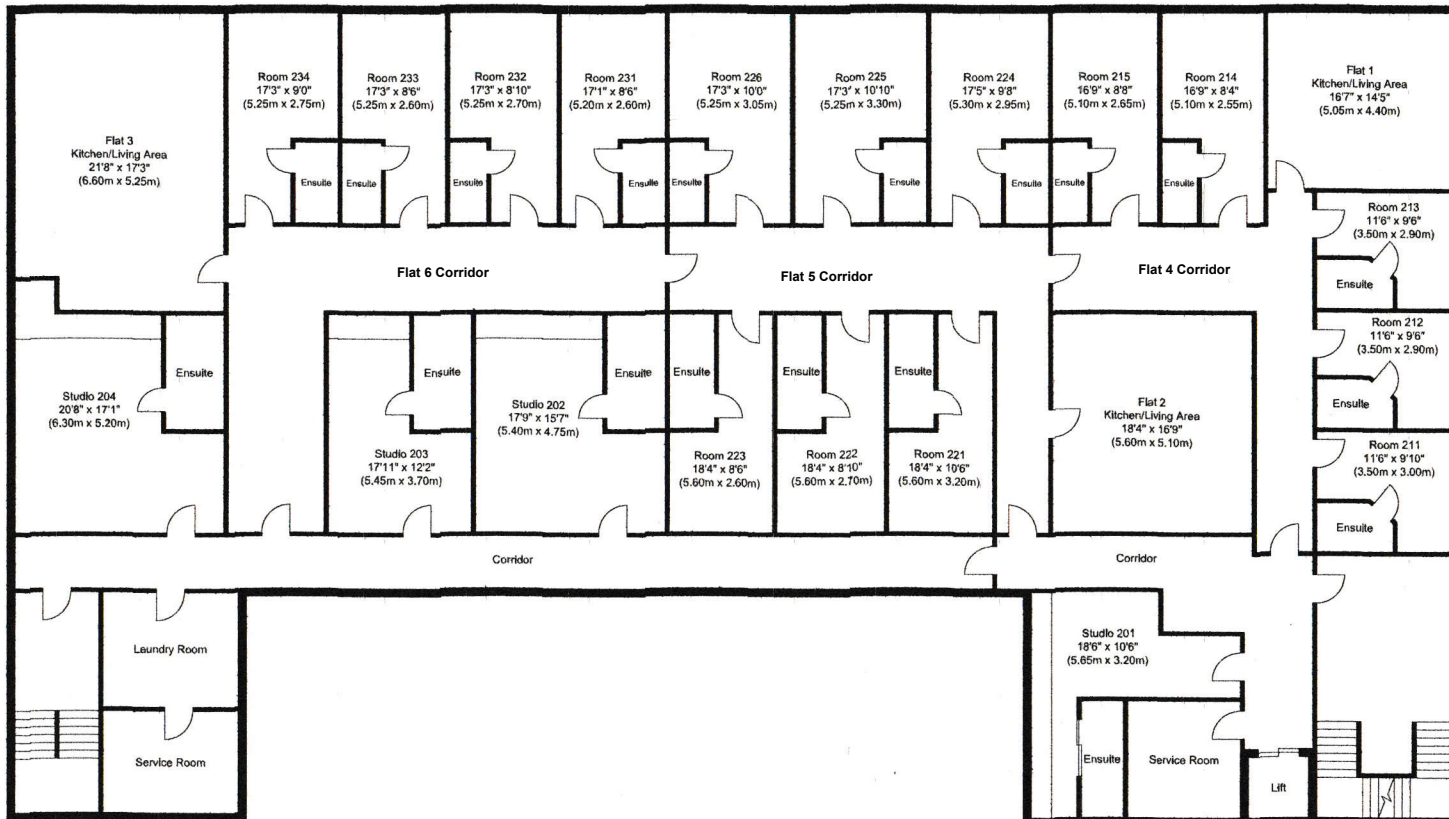 Room 234
17'3" x 9'0"
(5.25m x 2.75m)
Room 233
17'3" x 8'6"
(5.25m x 2.60m)
Room 232
17'3" x 8'10"
(5.25m x 2.70m)
Room 231
17'1" x 8'6"
(5.20m x 2.60m)
Room 226
17'3" x 10'0"
(5.25m x 3.05m)
Room 225
17'3" x 10'10"
(5.25m x 3.30m)
Room 224
17'5" x 9'8"
(5.30m x 2.95m)
Room 215
16'9" x 8'8"
(5.10m x 2.65m)
Room 214
16'9" x 8'4"
(5.10m x 2.55m)
Flat 1
Kitchen/Living Area
16'7" x 14'5"
(5.05m x 4.40m)
Flat 3
Kitchen/Living Area
21'8" x 17'3"
(6.60m x 5.25m)
Ensuite
Ensuite
Ensuite
Ensuite
Ensuite
Ensuite
Ensuite
Ensuite
Ensuite
Room 213
11'6" x 9'6"
(3.50m x 2.90m)
Ensuite
Flat 6 Corridor
Flat 5 Corridor
Flat 4 Corridor
Room 212
11'6" x 9'6"
(3.50m x 2.90m)
Ensuite
Studio 204
20'8" x 17'1"
(6.30m x 5.20m)
Ensuite
Ensuite
Studio 203
17'11" x 12'2"
(5.45m x 3.70m)
Studio 202
17'9" x 15'7"
(5.40m x 4.75m)
Ensuite
Ensuite
Room 223
18'4" x 8'6"
(5.60m x 2.60m)
Ensuite
Room 222
18'4" x 8'10"
(5.60m x 2.70m)
Ensuite
Room 221
18'4" x 10'6"
(5.60m x 3.20m)
Flat 2
Kitchen/Living Area
18'4" x 16'9"
(5.60m x 5.10m)
Room 211
11'6" x 9'10"
(3.50m x 3.00m)
Ensuite
Corridor
Corridor
Laundry Room
Service Room
Studio 201
18'6" x 10'6"
(5.65m x 3.20m)
Ensuite
Service Room
Lift